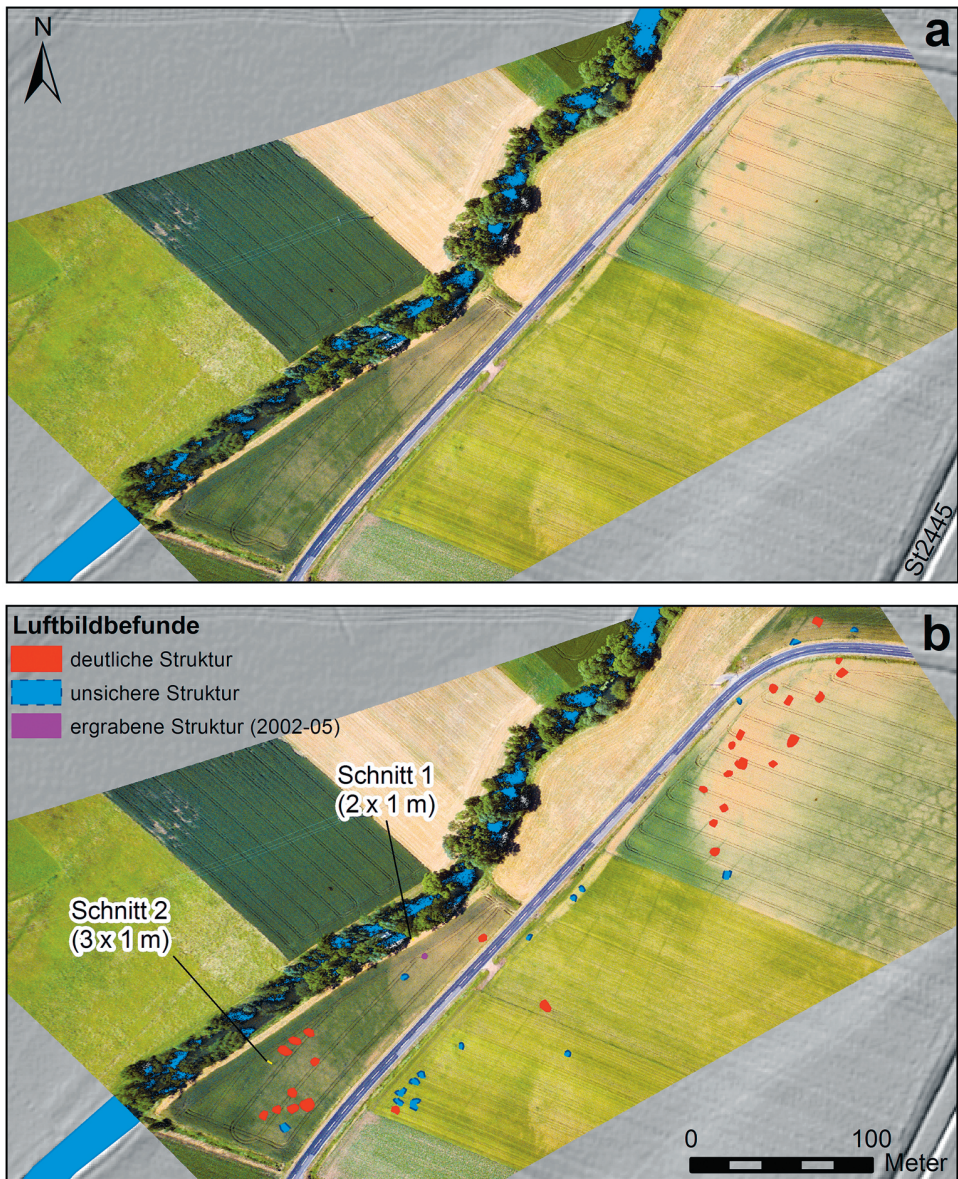 N
a
St2445
b
Luftbildbefunde
deutliche Struktur
unsichere Struktur
ergrabene Struktur (2002-05)
Schnitt 1
(2 x 1 m)
Schnitt 2
(3 x 1 m)
0 100
Meter